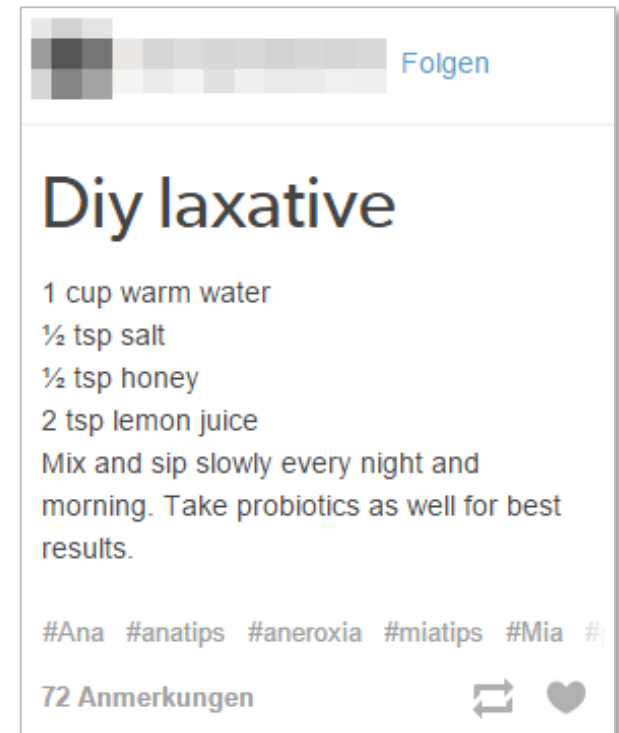 Folgen
Diy laxative
1 cup warm water
½ tsp salt
½ tsp honey
2 tsp lemon juice
Mix and sip slowly every night and
morning. Take probiotics as well for best
results.
#Ana #anatips #aneroxia #miatips #Mia
72 Anmerkungen